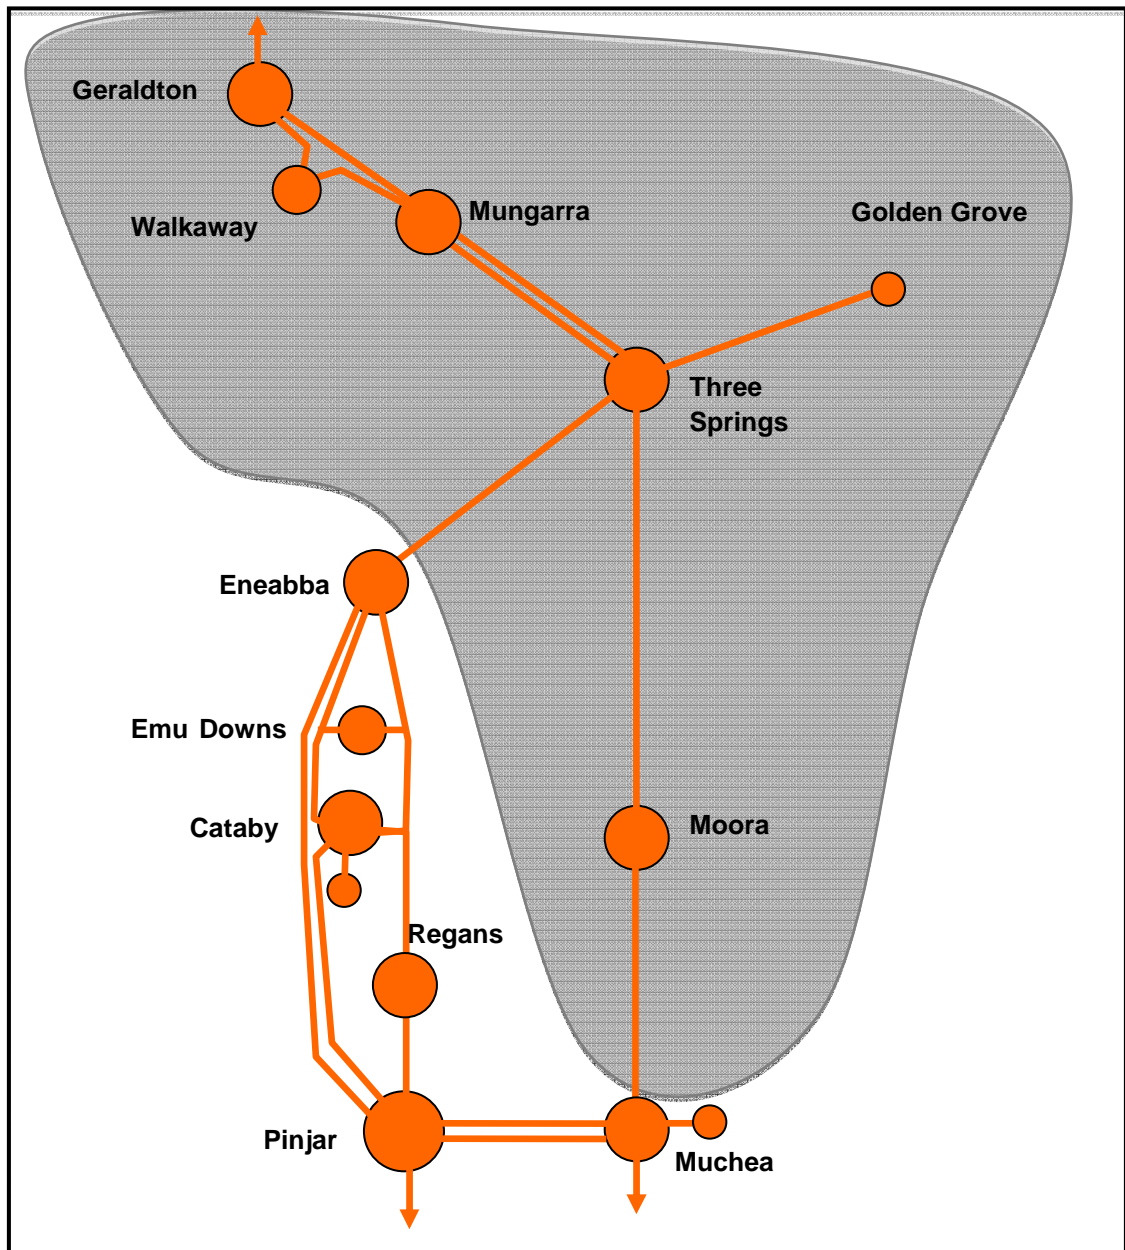 Geraldton
Walkaway
Mungarra
Golden Grove
Three
Springs
Eneabba
Emu Downs
Cataby
Moora
Regans
Pinjar
Muchea